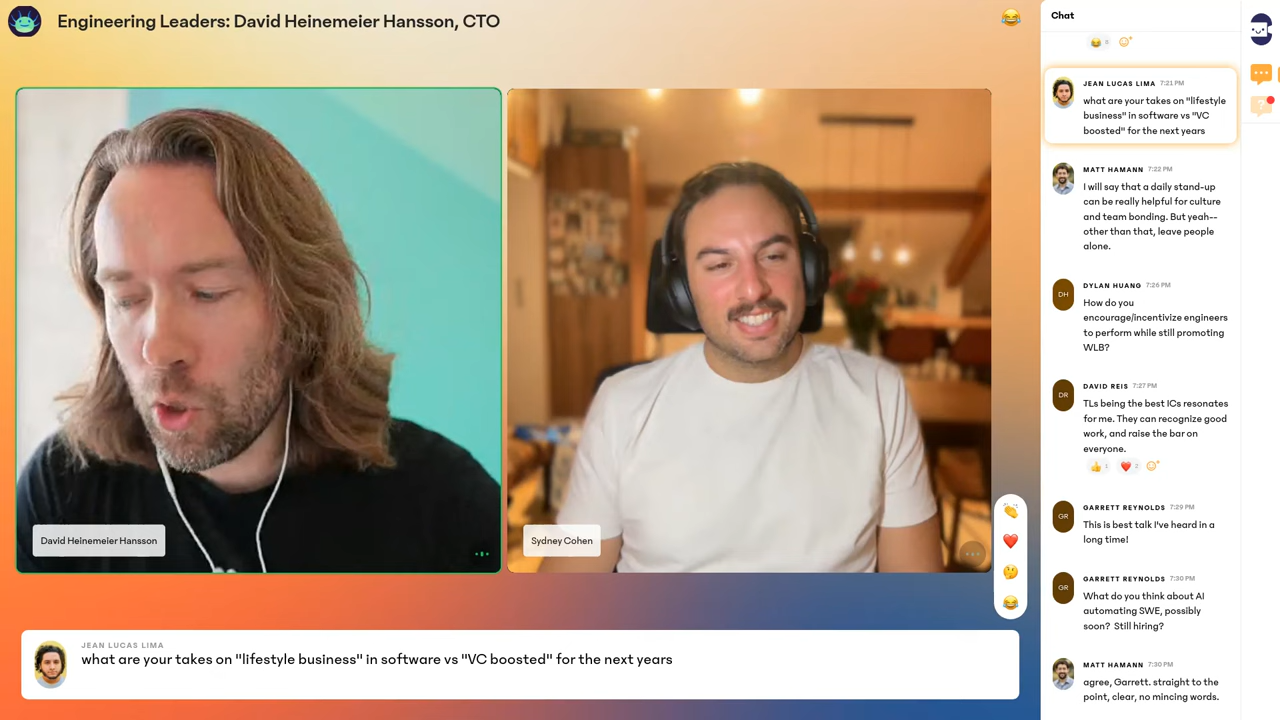 Engineering Leaders: David Heinemeier Hansson, CTO
David Heinemeier Hansson
Sydney Cohen
JEAN LUCAS LIMA
what are your takes on "lifestyle business" in software vs "VC boosted" for the next years
Chat
JEAN LUCAS LIMA 7:21 PM
what are your takes on "lifestyle
business" in software vs "VC
boosted" for the next years
MATT HAMANN 7:22 PM
I will say that a daily stand-up
can be really helpful for culture
and team bonding. But yeah--
other than that, leave people
alone.
DH
DYLAN HUANG 7:26 PM
How do you
encourage/incentivize engineers
to perform while still promoting
WLB?
DR
DAVID REIS 7:27 PM
TLs being the best ICs resonates
for me. They can recognize good
work, and raise the bar on
everyone.
1 2
GR
GARRETT REYNOLDS 7:29 PM
This is best talk I've heard in a
long time!
GR
GARRETT REYNOLDS 7:30 PM
What do you think about AI
automating SWE, possibly
soon? Still hiring?
MATT HAMANN 7:30 PM
agree, Garrett. straight to the
point, clear, no mincing words.